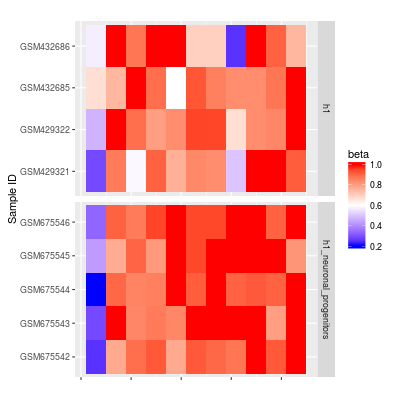 GSM432686
GSM432685
GSM429322
GSM429321
h1
GSM675546
GSM675545
GSM675544
GSM675543
GSM675542
h1_neuronal_progenitors
Sample ID
beta
1.0
0.8
0.6
0.4
0.2